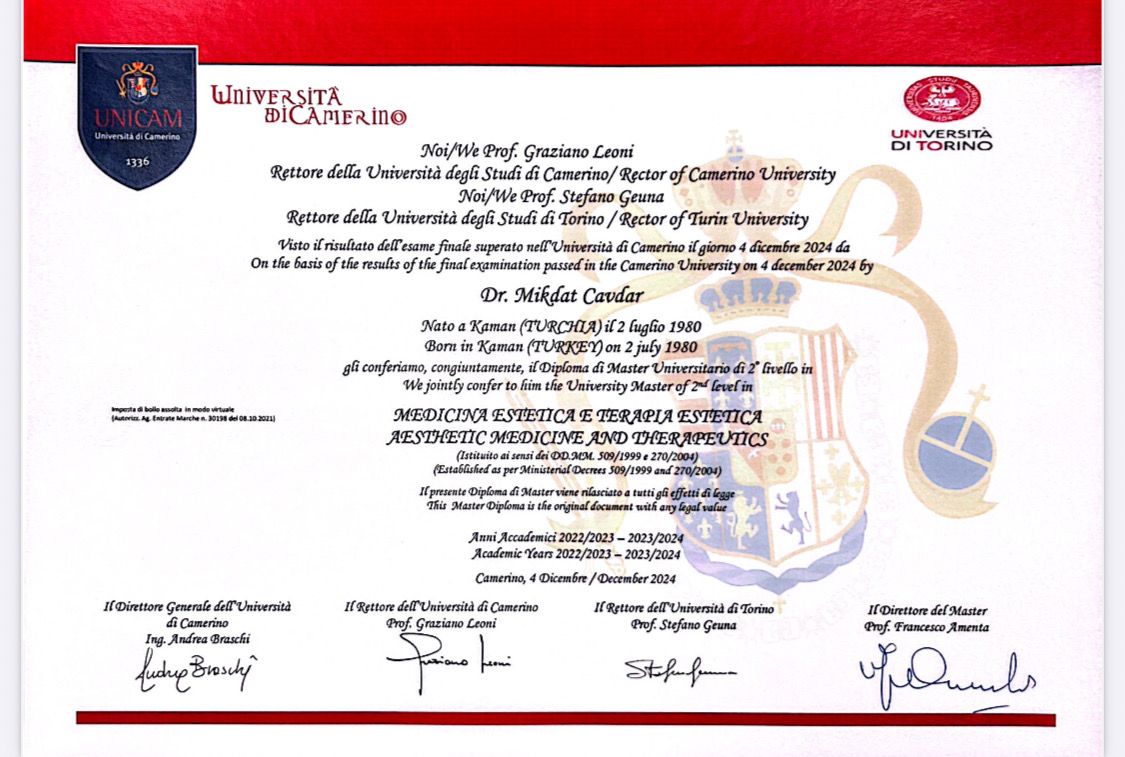 UNICAM
Università di Camerino
1336
UNIVERSITÀ
DI CAMERINO
UNIVERSITÀ
DI TORINO
Noi/We Prof. Graziano Leoni
Rettore della Università degli Studi di Camerino/ Rector of Camerino University
Noi/We Prof. Stefano Geuna
Rettore della Università degli Studi di Torino / Rector of Turin University
Visto il risultato dell'esame finale superato nell'Università di Camerino il giorno 4 dicembre 2024 da
On the basis of the results of the final examination passed in the Camerino University on 4 december 2024 by
Dr. Mikdat Cavdar
Nato a Kaman (TURCHIA) il 2 luglio 1980
Born in Kaman (TURKEY) on 2 july 1980
gli conferiamo, congiuntamente, il Diploma di Master Universitario di 2° livello in
We jointly confer to him the University Master of 2nd level in
Imposta di bollo assolta in modo virtuale
(Autorizz. Ag. Entrate Marche n. 30198 del 08.10.2021)
MEDICINA ESTETICA E TERAPIA ESTETICA
AESTHETIC MEDICINE AND THERAPEUTICS
(Istituito ai sensi dei DD.MM. 509/1999 e 270/2004)
(Established as per Ministerial Decrees 509/1999 and 270/2004)
Il presente Diploma di Master viene rilasciato a tutti gli effetti di legge
This Master Diploma is the original document with any legal value
Anni Accademici 2022/2023 – 2023/2024
Academic Years 2022/2023 – 2023/2024
Camerino, 4 Dicembre / December 2024
Il Direttore Generale dell'Università
di Camerino
Ing. Andrea Braschi
Andrea Braschi
Il Rettore dell'Università di Camerino
Prof. Graziano Leoni
Graziano Leoni
Il Rettore dell'Università di Torino
Prof. Stefano Geuna
Stefano Geuna
Il Direttore del Master
Prof. Francesco Amenta